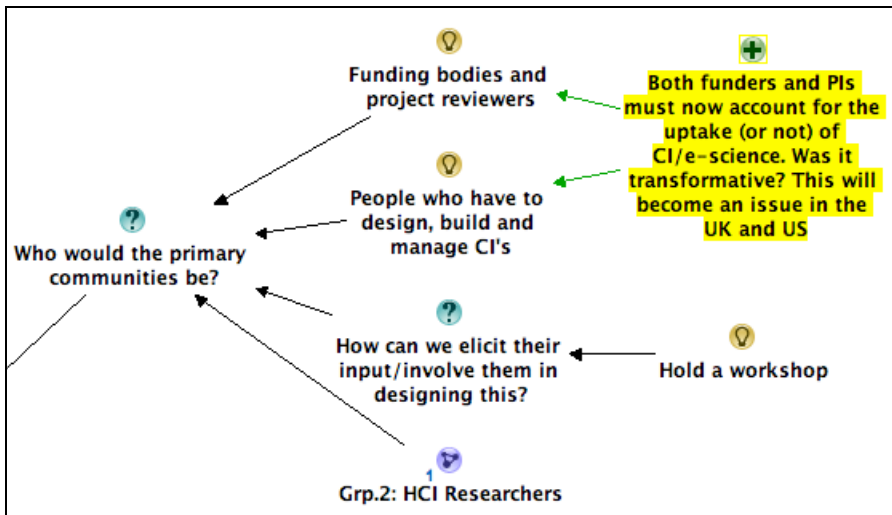 Funding bodies and
project reviewers
Both funders and PIs
must now account for the
uptake (or not) of
CI/e-science. Was it
transformative? This will
become an issue in the
UK and US
People who have to
design, build and
manage CI's
?
Who would the primary
communities be?
?
How can we elicit their
input/involve them in
designing this?
Hold a workshop
1
Grp.2: HCI Researchers